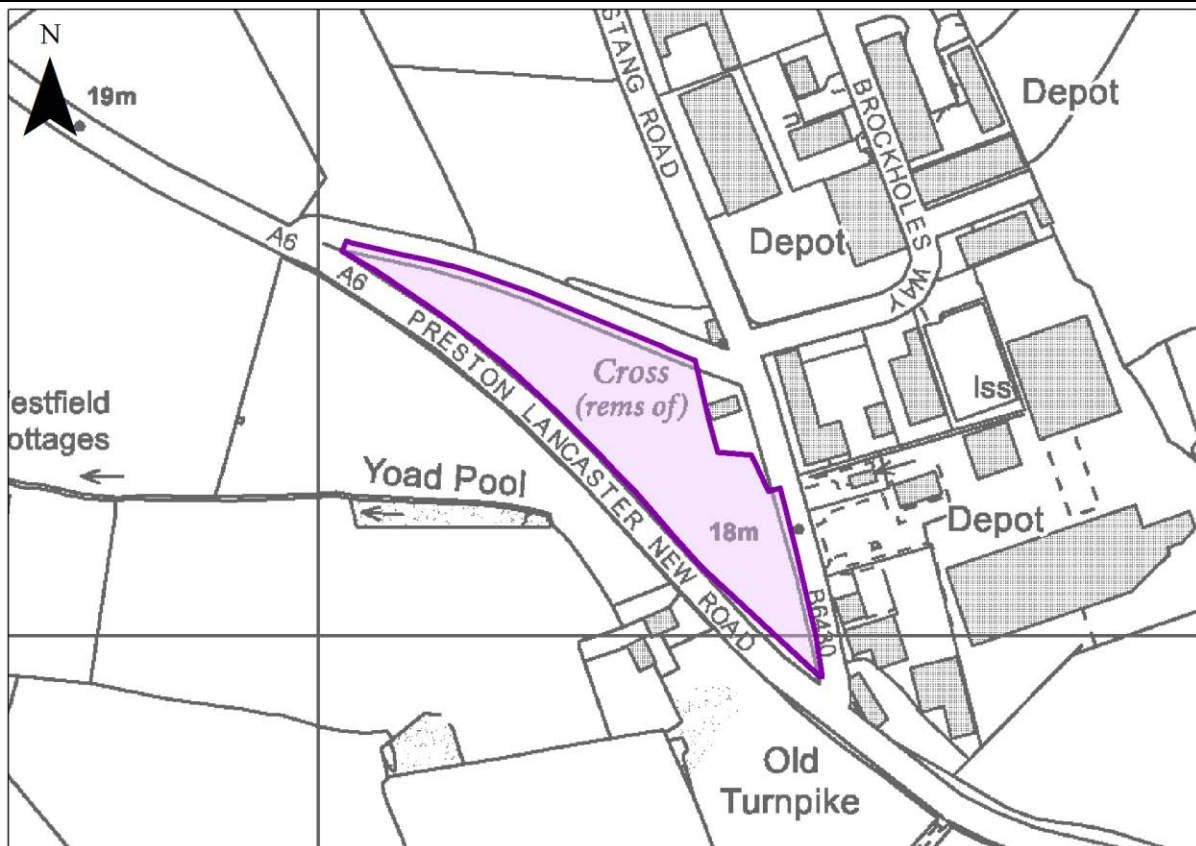 N
19m
STANG ROAD
BROCKHOLES WAY
Depot
Depot
A6
A6
PRESTON LANCASTER NEW ROAD
Cross
(rems of)
Iss
estfield
ottages
Yoad Pool
18m
Depot
B6430
Old
Turnpike